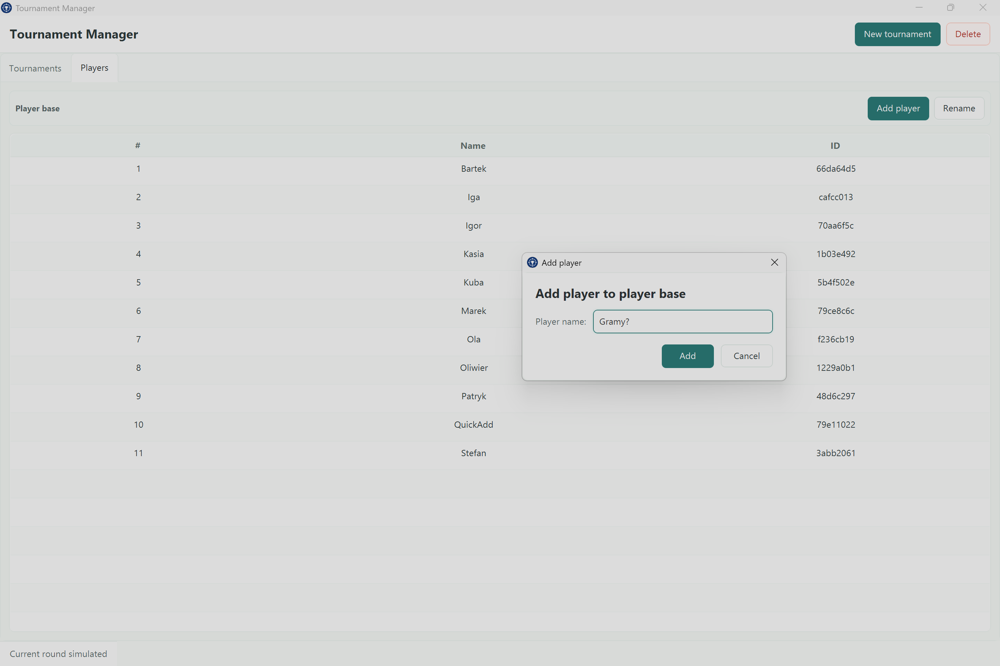 Tournament Manager
Tournament Manager
New tournament
Delete
Tournaments
Players
Player base
Add player
Rename
# Name ID
1 Bartek 66da64d5
2 Iga cafcc013
3 Igor 70aa6f5c
4 Kasia 1b03e492
5 Kuba 5b4f502e
6 Marek 79ce8c6c
7 Ola f236cb19
8 Oliwier 1229a0b1
9 Patryk 48d6c297
10 QuickAdd 79e11022
11 Stefan 3abb2061
Add player
Add player to player base
Player name: Gramy?
Add
Cancel
Current round simulated